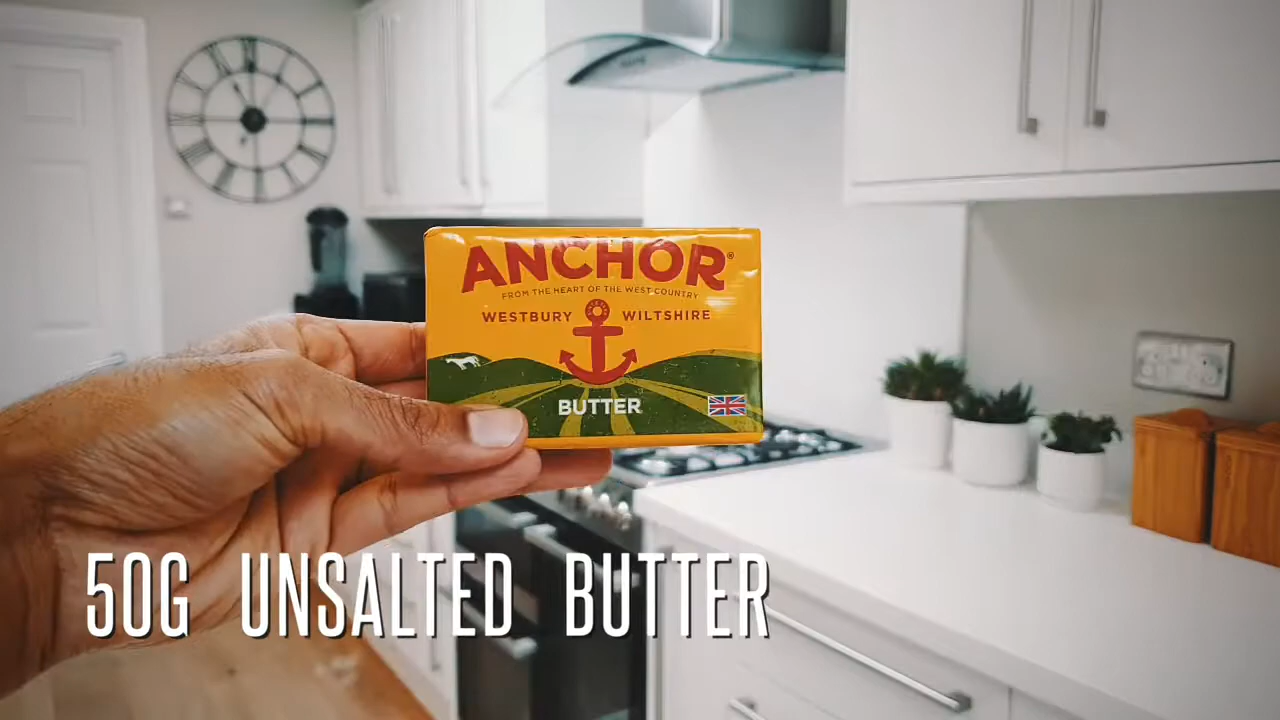 ANCHOR®
FROM THE HEART OF THE WEST COUNTRY
WESTBURY WILTSHIRE
BUTTER
50G UNSALTED BUTTER